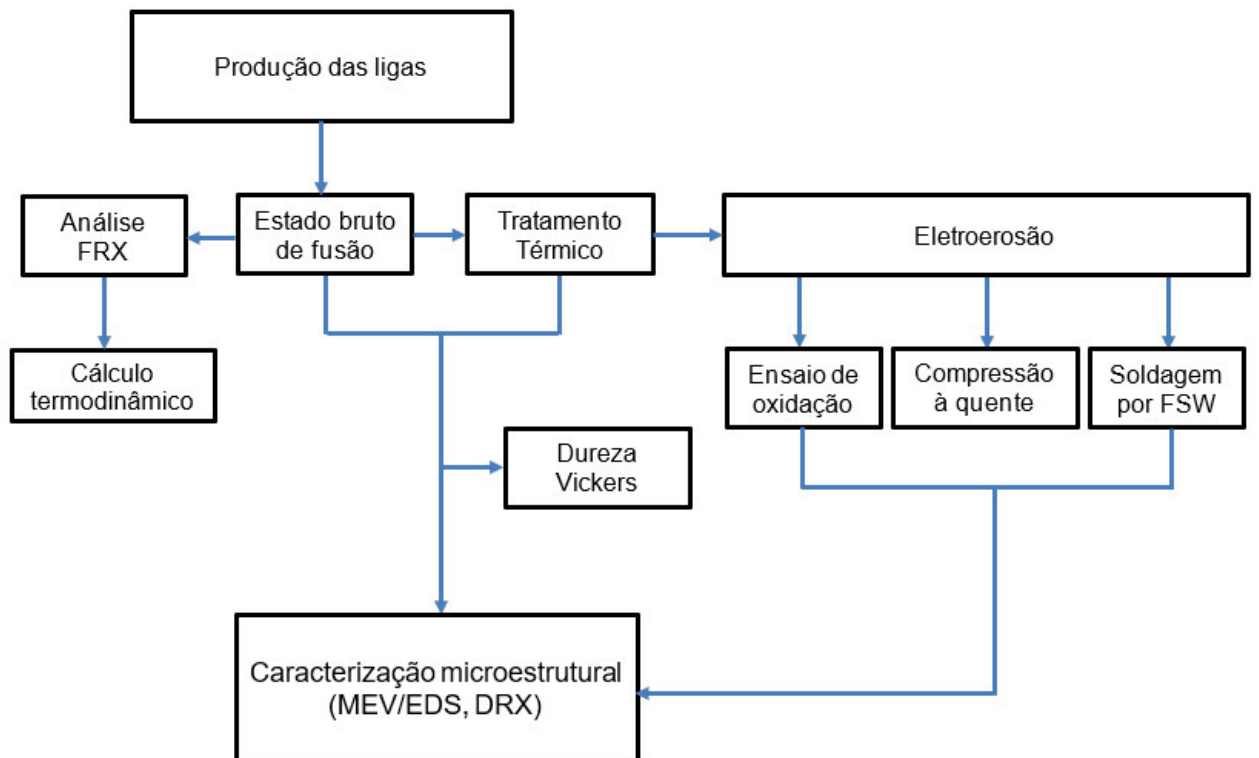 Produção das ligas
Análise
FRX
Estado bruto
de fusão
Tratamento
Térmico
Eletroerosão
Cálculo
termodinâmico
Ensaio de
oxidação
Compressão
à quente
Soldagem
por FSW
Dureza
Vickers
Caracterização microestrutural
(MEV/EDS, DRX)